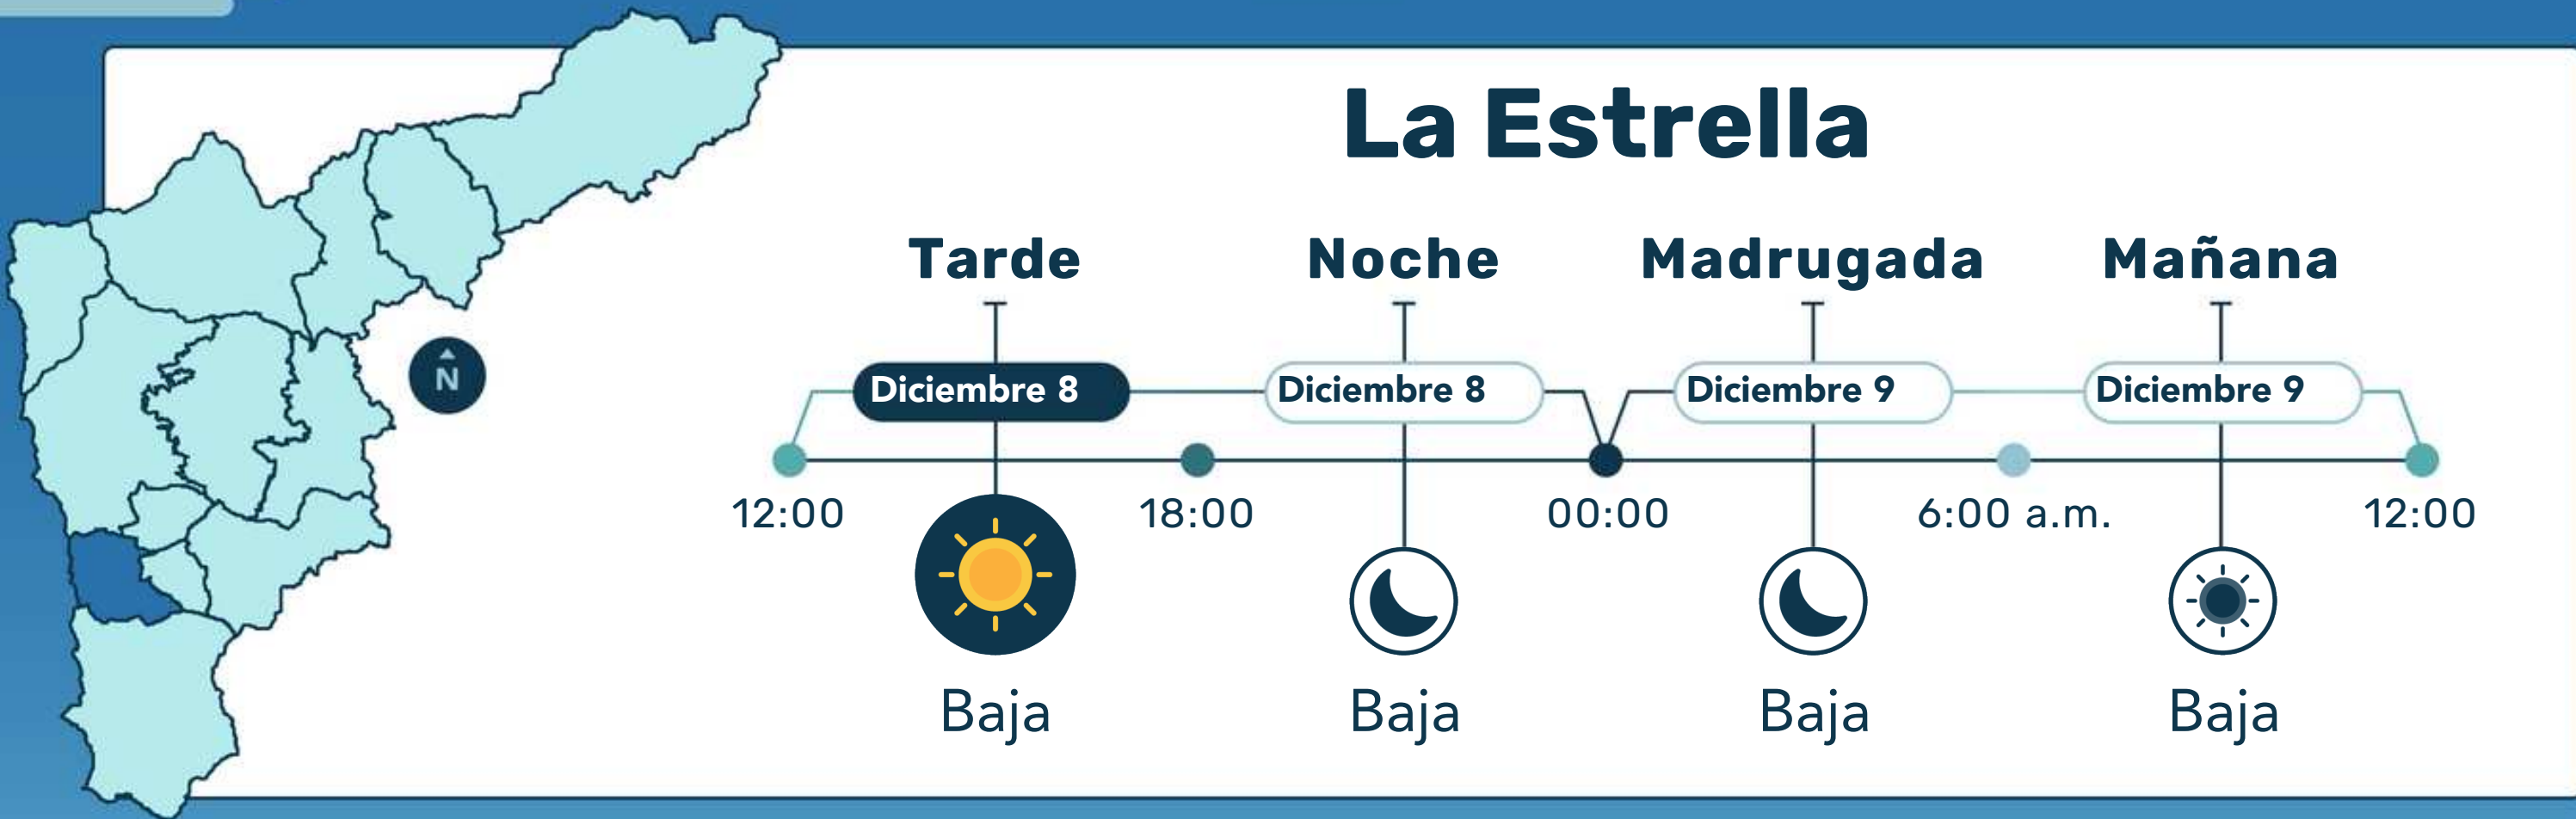 La Estrella
Tarde Noche Madrugada Mañana
N
Diciembre 8 Diciembre 8 Diciembre 9 Diciembre 9
12:00 18:00 00:00 6:00 a.m. 12:00
Baja Baja Baja Baja